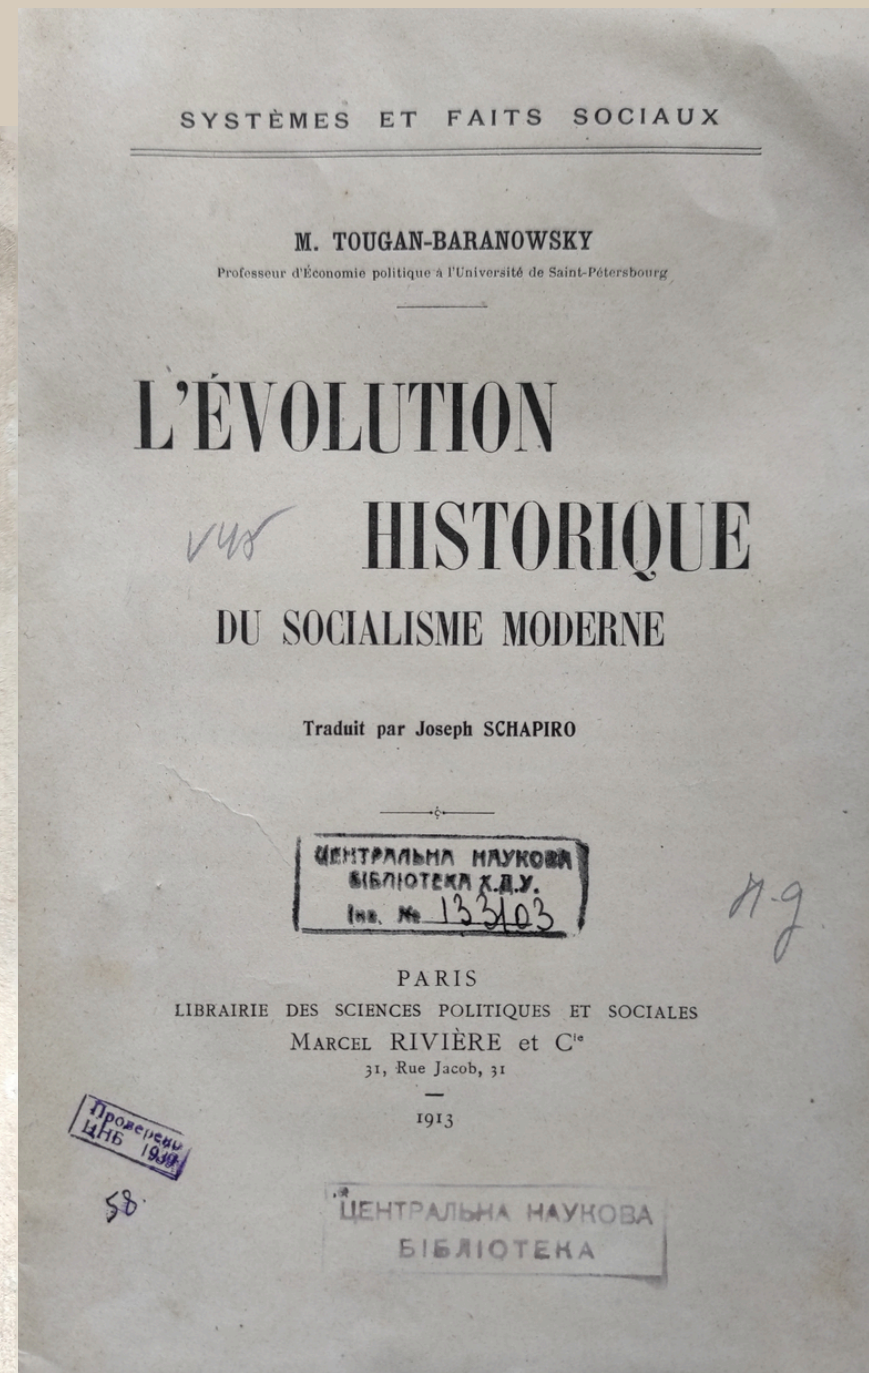 SYSTÈMES ET FAITS SOCIAUX
M. TOUGAN-BARANOWSKY
Professeur d'Économie politique à l'Université de Saint-Pétersbourg
L'ÉVOLUTION
HISTORIQUE
DU SOCIALISME MODERNE
Traduit par Joseph SCHAPIRO
ЦЕНТРАЛЬНА НАУКОВА
БІБЛІОТЕКА Х.Д.У.
Інв. № 133103
PARIS
LIBRAIRIE DES SCIENCES POLITIQUES ET SOCIALES
MARCEL RIVIÈRE et Cie
31, Rue Jacob, 31
1913
Проверено
ЦНБ 1939
58
ЦЕНТРАЛЬНА НАУКОВА
БІБЛІОТЕКА